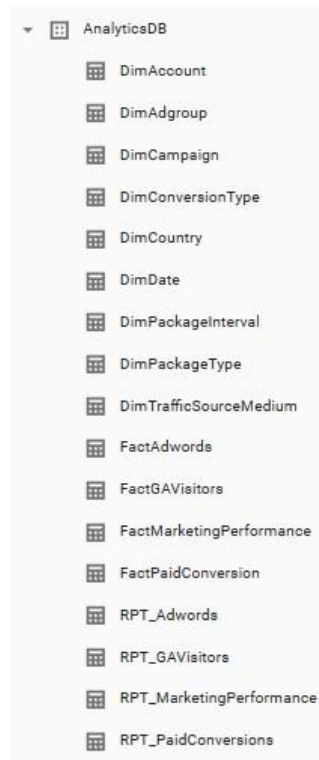 AnalyticsDB
DimAccount
DimAdgroup
DimCampaign
DimConversionType
DimCountry
DimDate
DimPackageInterval
DimPackageType
DimTrafficSourceMedium
FactAdwords
FactGAVisitors
FactMarketingPerformance
FactPaidConversion
RPT_Adwords
RPT_GAVisitors
RPT_MarketingPerformance
RPT_PaidConversions